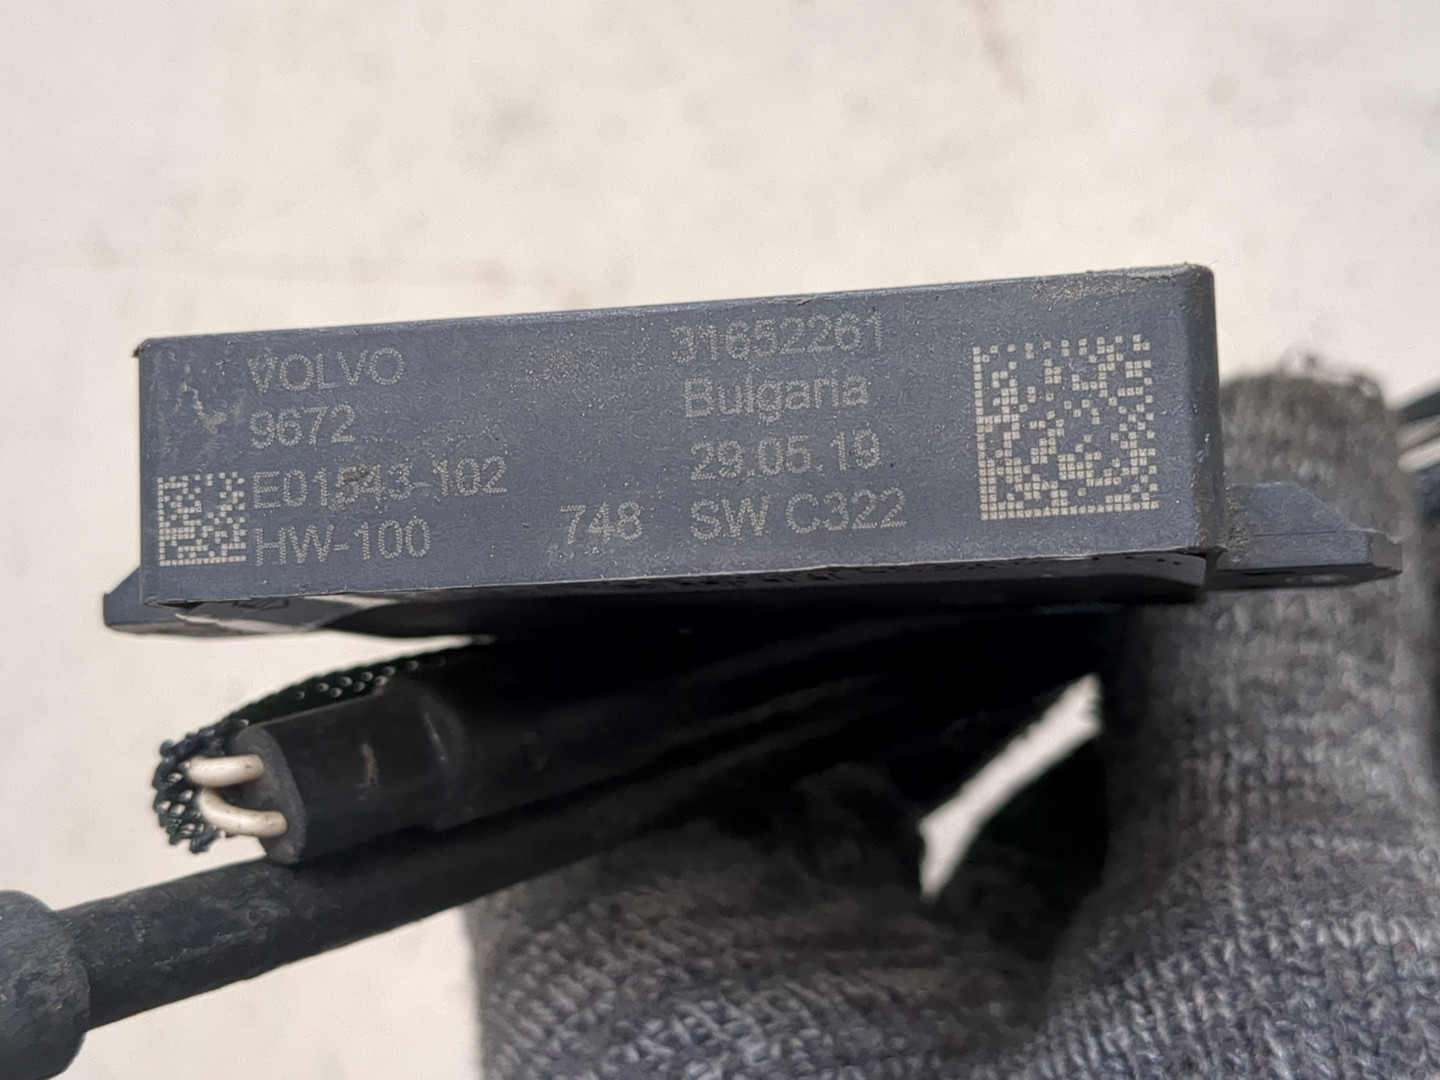 VOLVO
9672
E01543-102
HW-100
748
31652261
Bulgaria
29.05.19
SW C322